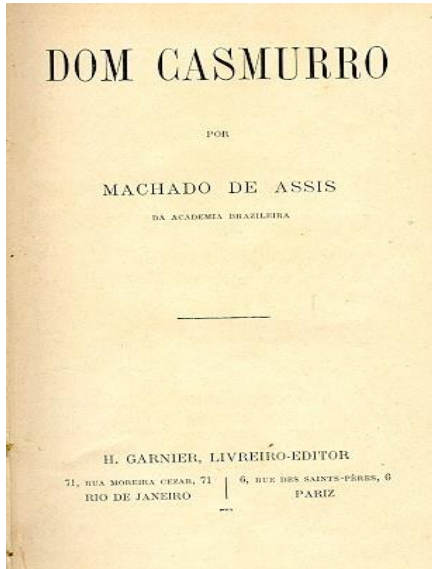 DOM CASMURRO
POR
MACHADO DE ASSIS
DA ACADEMIA BRAZILEIRA
H. GARNIER, LIVREIRO-EDITOR
71, RUA MOREIRA CEZAR, 71
RIO DE JANEIRO
6, RUE DES SAINTS-PÈRES, 6
PARIZ